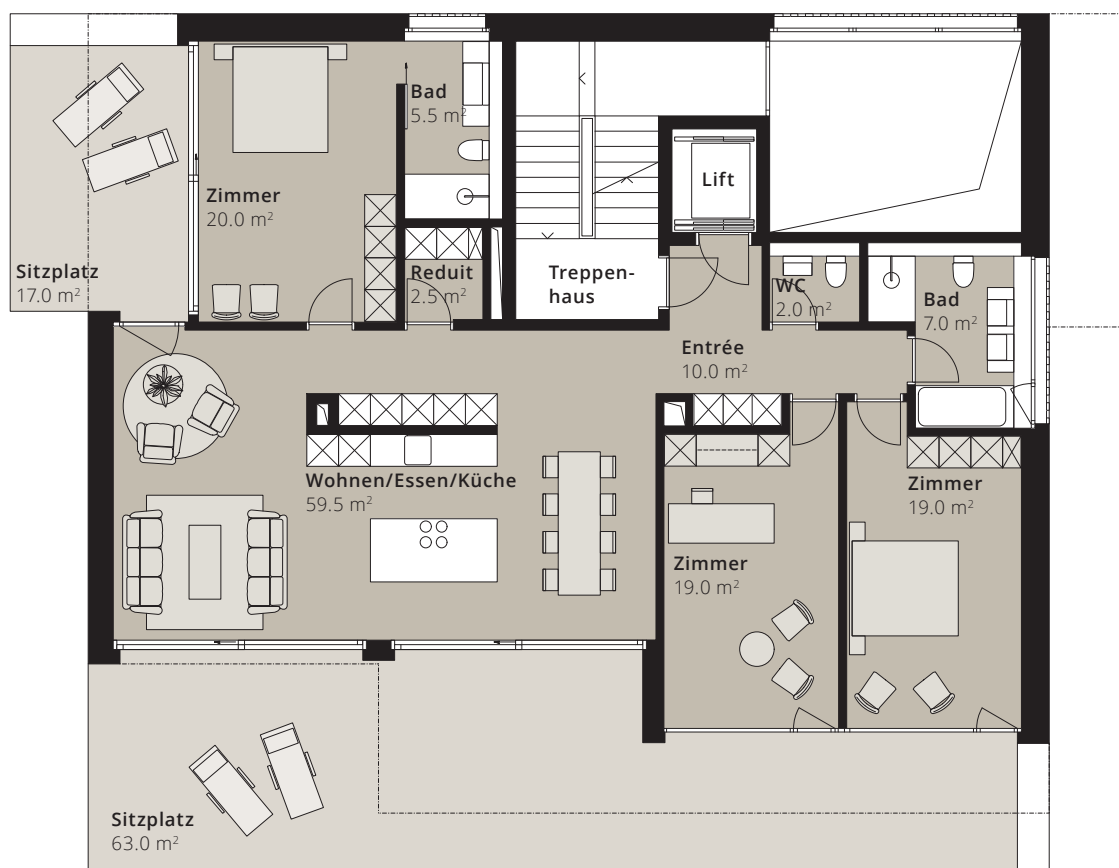 Bad
5.5 m²
Zimmer
20.0 m²
Lift
Sitzplatz
17.0 m²
Reduit
2.5 m²
Treppen-
haus
WC
2.0 m²
Bad
7.0 m²
Entrée
10.0 m²
Wohnen/Essen/Küche
59.5 m²
Zimmer
19.0 m²
Zimmer
19.0 m²
Sitzplatz
63.0 m²